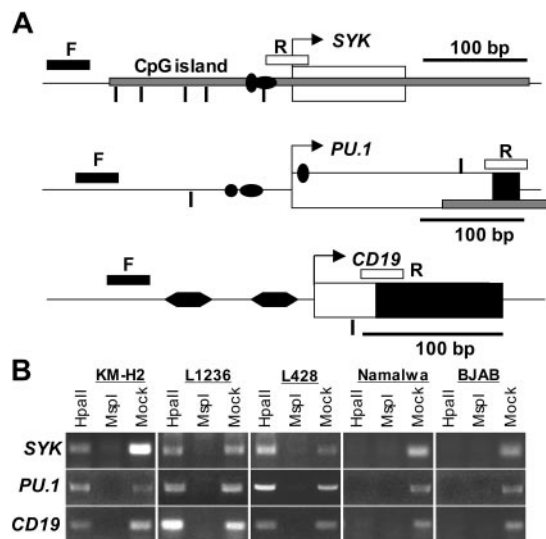 A
F
CpG island
R
SYK
100 bp
F
PU.1
R
100 bp
F
CD19
R
100 bp
B
KM-H2 L1236 L428 Namalwa BJAB
HpaII MspI Mock HpaII MspI Mock HpaII MspI Mock HpaII MspI Mock HpaII MspI Mock
SYK
PU.1
CD19